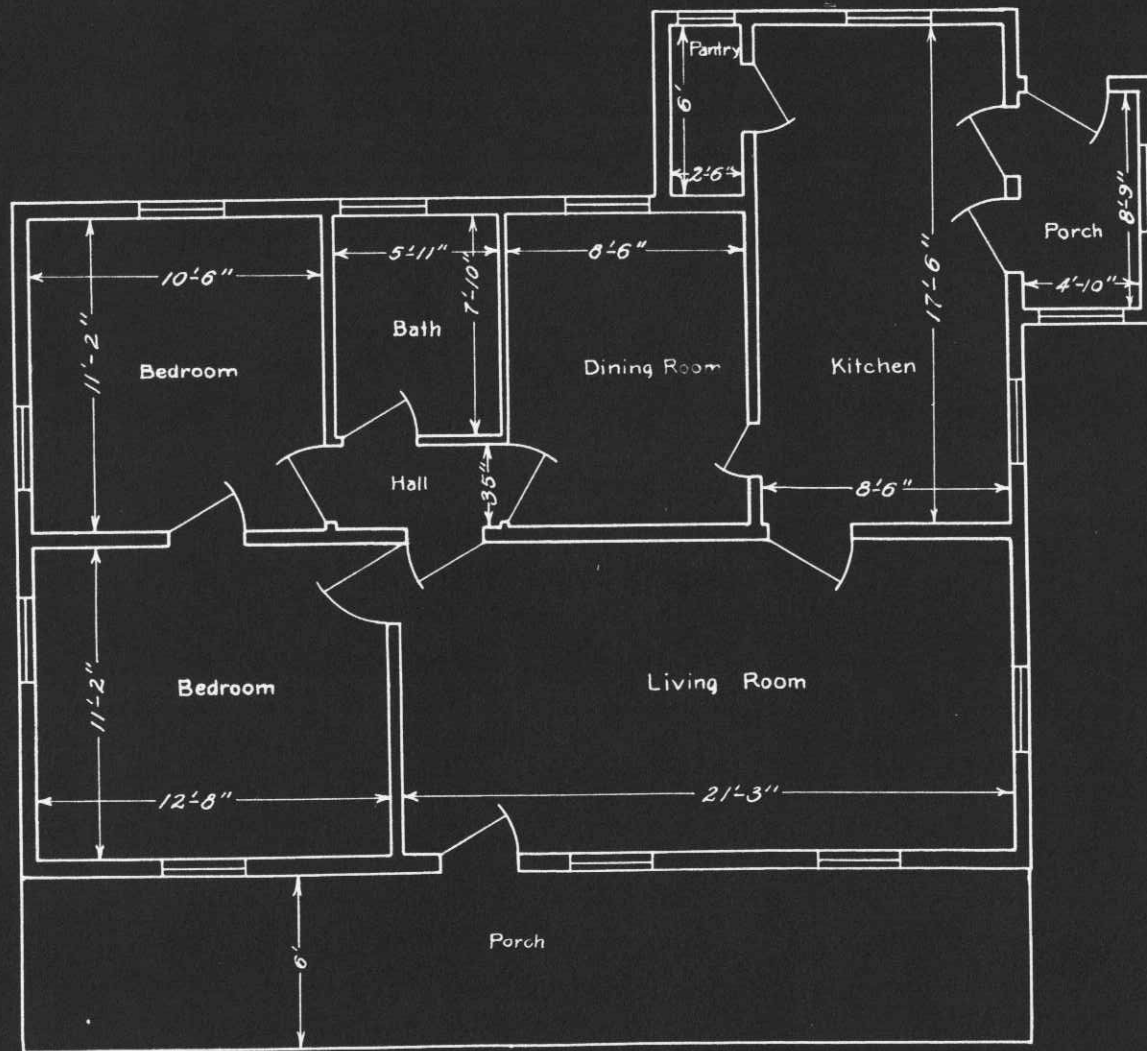 Pantry
6'
2'-6"
8'-9"
Porch
4'-10"
10'-6"
5'-11"
8'-6"
11'-2"
7'-10"
17'-6"
Bath
Bedroom
Dining Room
Kitchen
Hall
35"
8'-6"
11'-2"
Bedroom
Living Room
12'-8"
21'-3"
Porch
6'